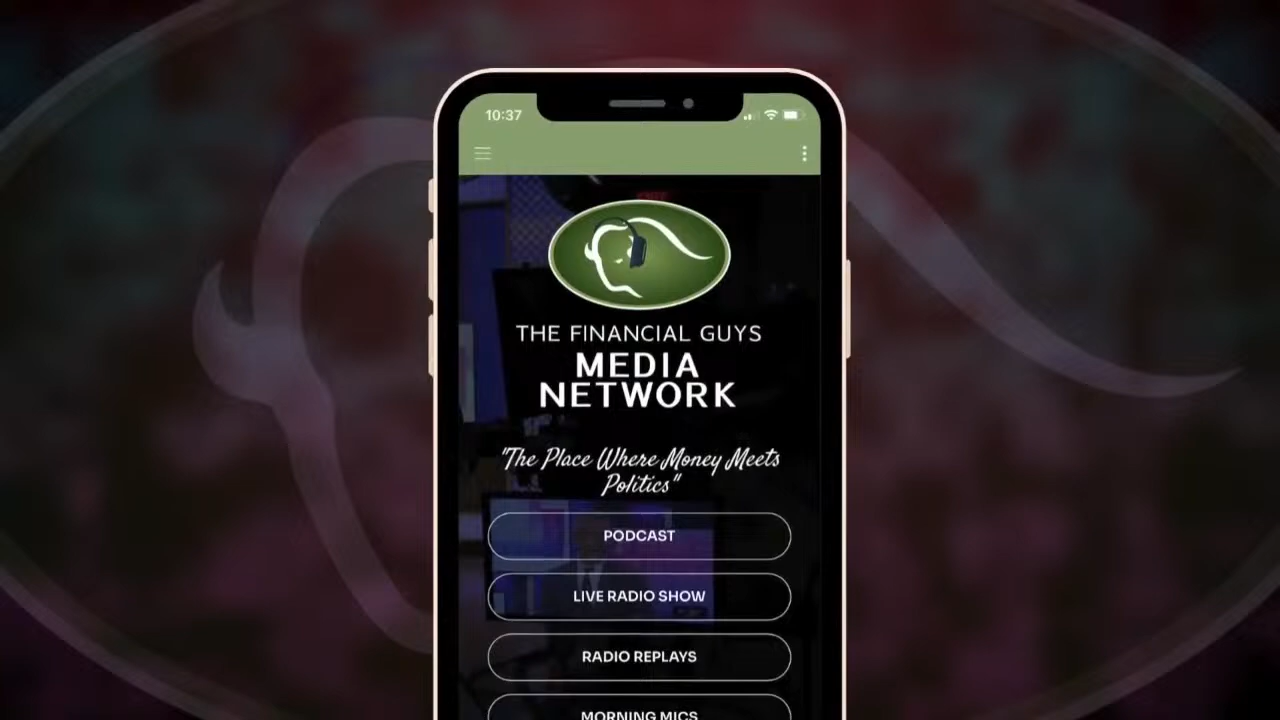 10:37
THE FINANCIAL GUYS
MEDIA
NETWORK
"The Place Where Money Meets
Politics"
PODCAST
LIVE RADIO SHOW
RADIO REPLAYS
MORNING MICS